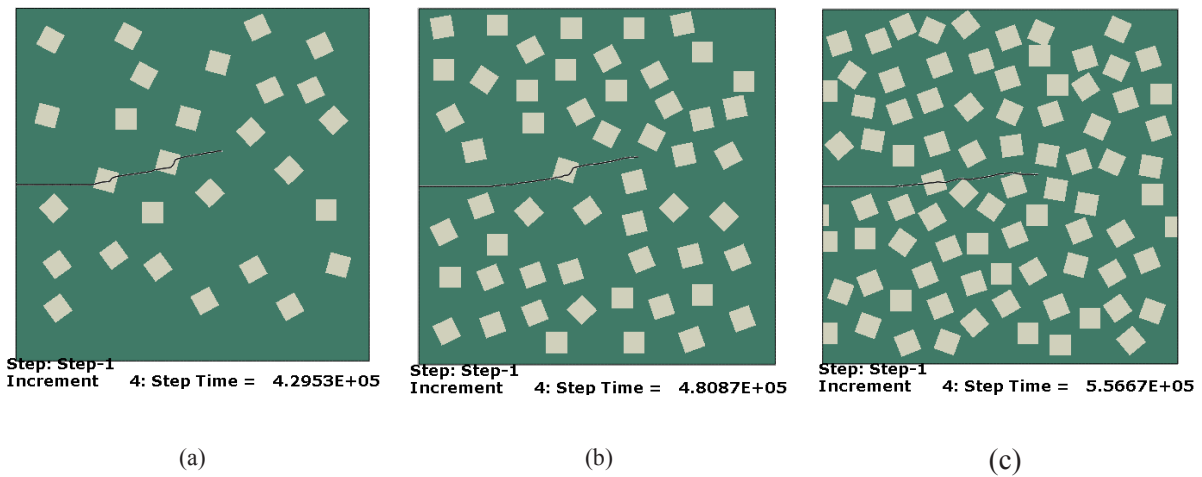 Step: Step-1
Increment 4: Step Time = 4.2953E+05
Step: Step-1
Increment 4: Step Time = 4.8087E+05
Step: Step-1
Increment 4: Step Time = 5.5667E+05
(a)
(b)
(c)